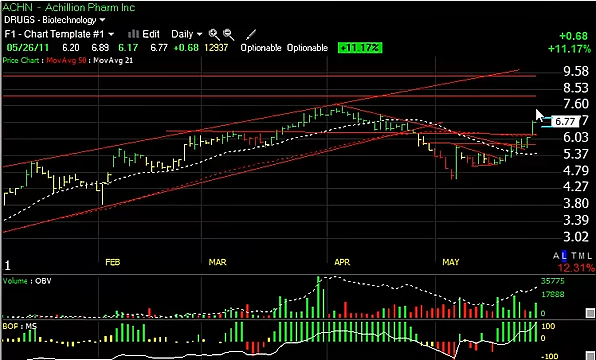 ACHN - Achillion Pharm Inc
DRUGS - Biotechnology
F1 - Chart Template #1 Edit Daily +0.68
05/26/11 6.20 6.89 6.17 6.77 +0.68 12937 Optionable Optionable +11.17% +11.17%
Price Chart : MovAvg 50 : MovAvg 21
9.58
8.53
7.60
6.77 7
6.03
5.37
4.79
4.27
3.80
3.39
3.02
1 FEB MAR APR MAY A L T M L
12.31%
Volume : OBV 35775
17888
0
BOP : MS 100
0
-100